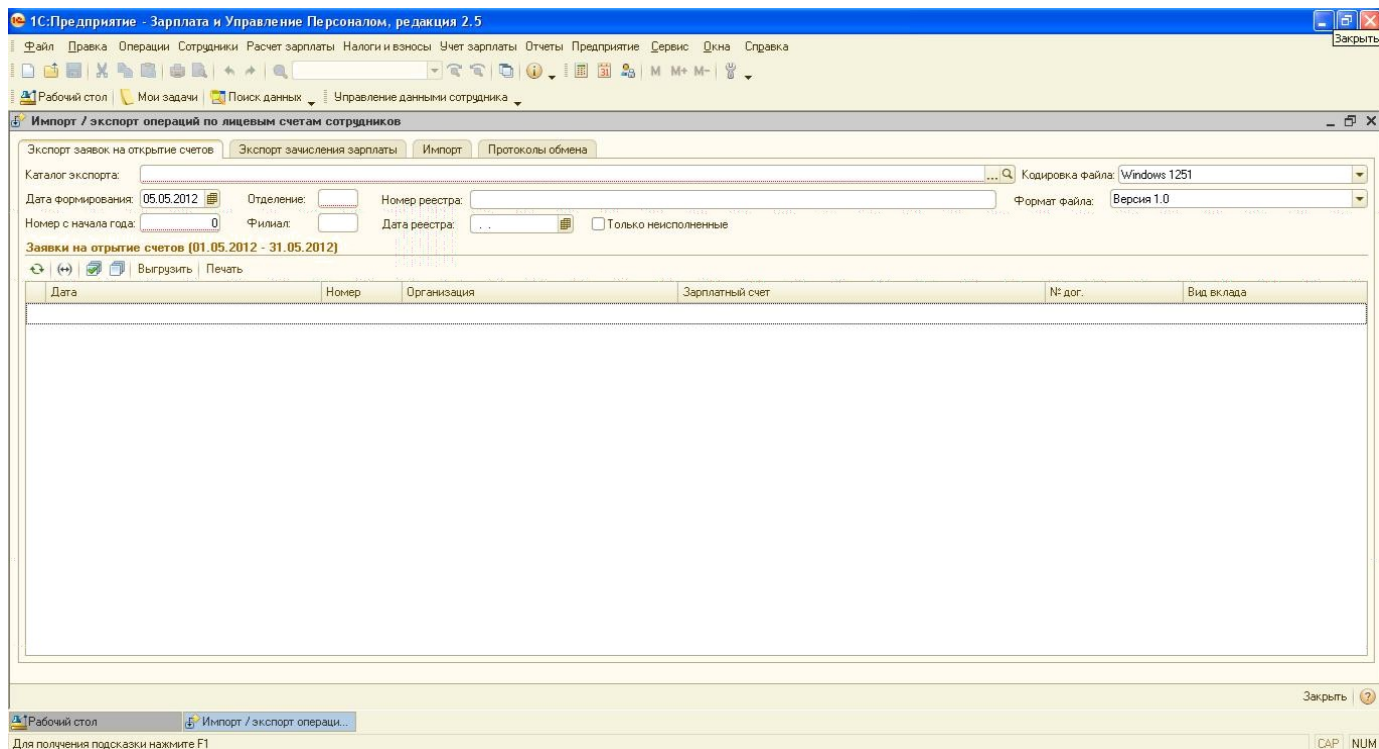 1С:Предприятие - Зарплата и Управление Персоналом, редакция 2.5
Закрыть
Файл Правка Операции Сотрудники Расчет зарплаты Налоги и взносы Учет зарплаты Отчеты Предприятие Сервис Окна Справка
31 M M+ M-
Рабочий стол Мои задачи Поиск данных Управление данными сотрудника
Импорт / экспорт операций по лицевым счетам сотрудников
Экспорт заявок на открытие счетов Экспорт зачисления зарплаты Импорт Протоколы обмена
Каталог экспорта: ... Кодировка файла: Windows 1251
Дата формирования: 05.05.2012 Отделение: Номер реестра: Формат файла: Версия 1.0
Номер с начала года: 0 Филиал: Дата реестра: . . Только неисполненные
Заявки на отрытие счетов (01.05.2012 - 31.05.2012)
Выгрузить Печать
Дата Номер Организация Зарплатный счет № дог. Вид вклада
Закрыть ?
Рабочий стол Импорт / экспорт операци...
Для получения подсказки нажмите F1 CAP NUM